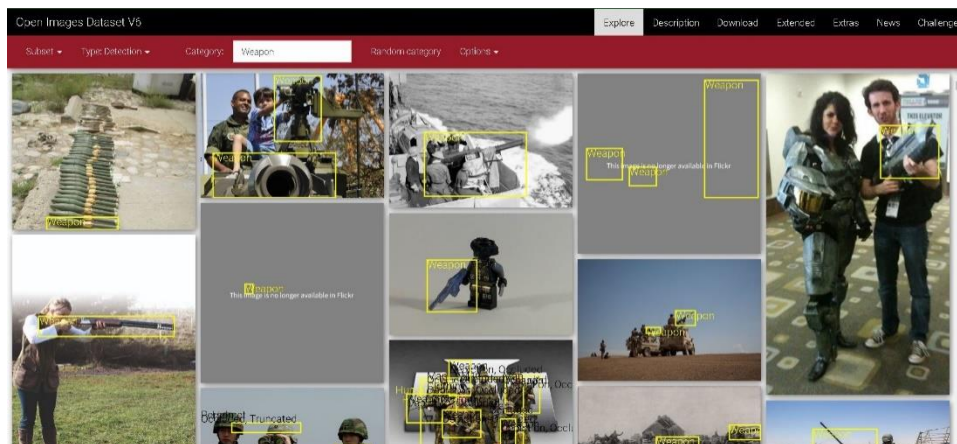 Open Images Dataset V6
Explore
Description
Download
Extended
Extras
News
Challenge
Subset
Type: Detection
Category:
Weapon
Random category
Options
Weapon
Weapon
Weapon
Weapon
Weapon
Weapon
This image is no longer available in Flickr
Weapon
Weapon
Weapon
This image is no longer available in Flickr
Weapon
Weapon
Weapon
Weapon
, Truncated
Weapon
, Occluded
Weapon
Weapon
Weapon